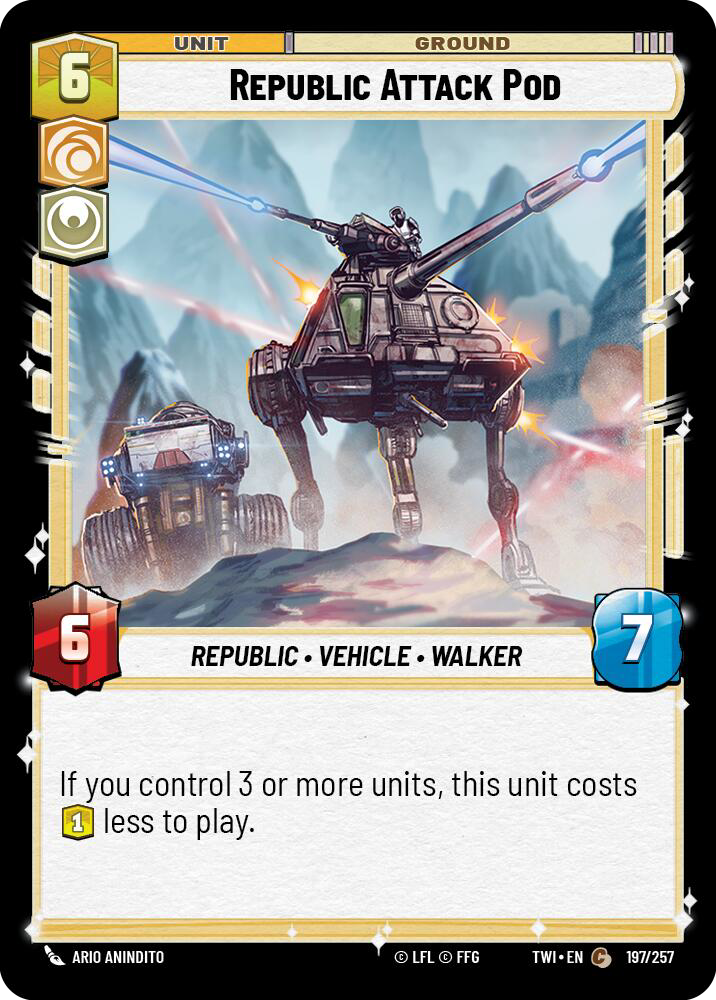 UNIT
GROUND
6
REPUBLIC ATTACK POD
6
7
REPUBLIC • VEHICLE • WALKER
If you control 3 or more units, this unit costs
1 less to play.
ARIO ANINDITO
© LFL © FFG
TWI • EN C 197/257